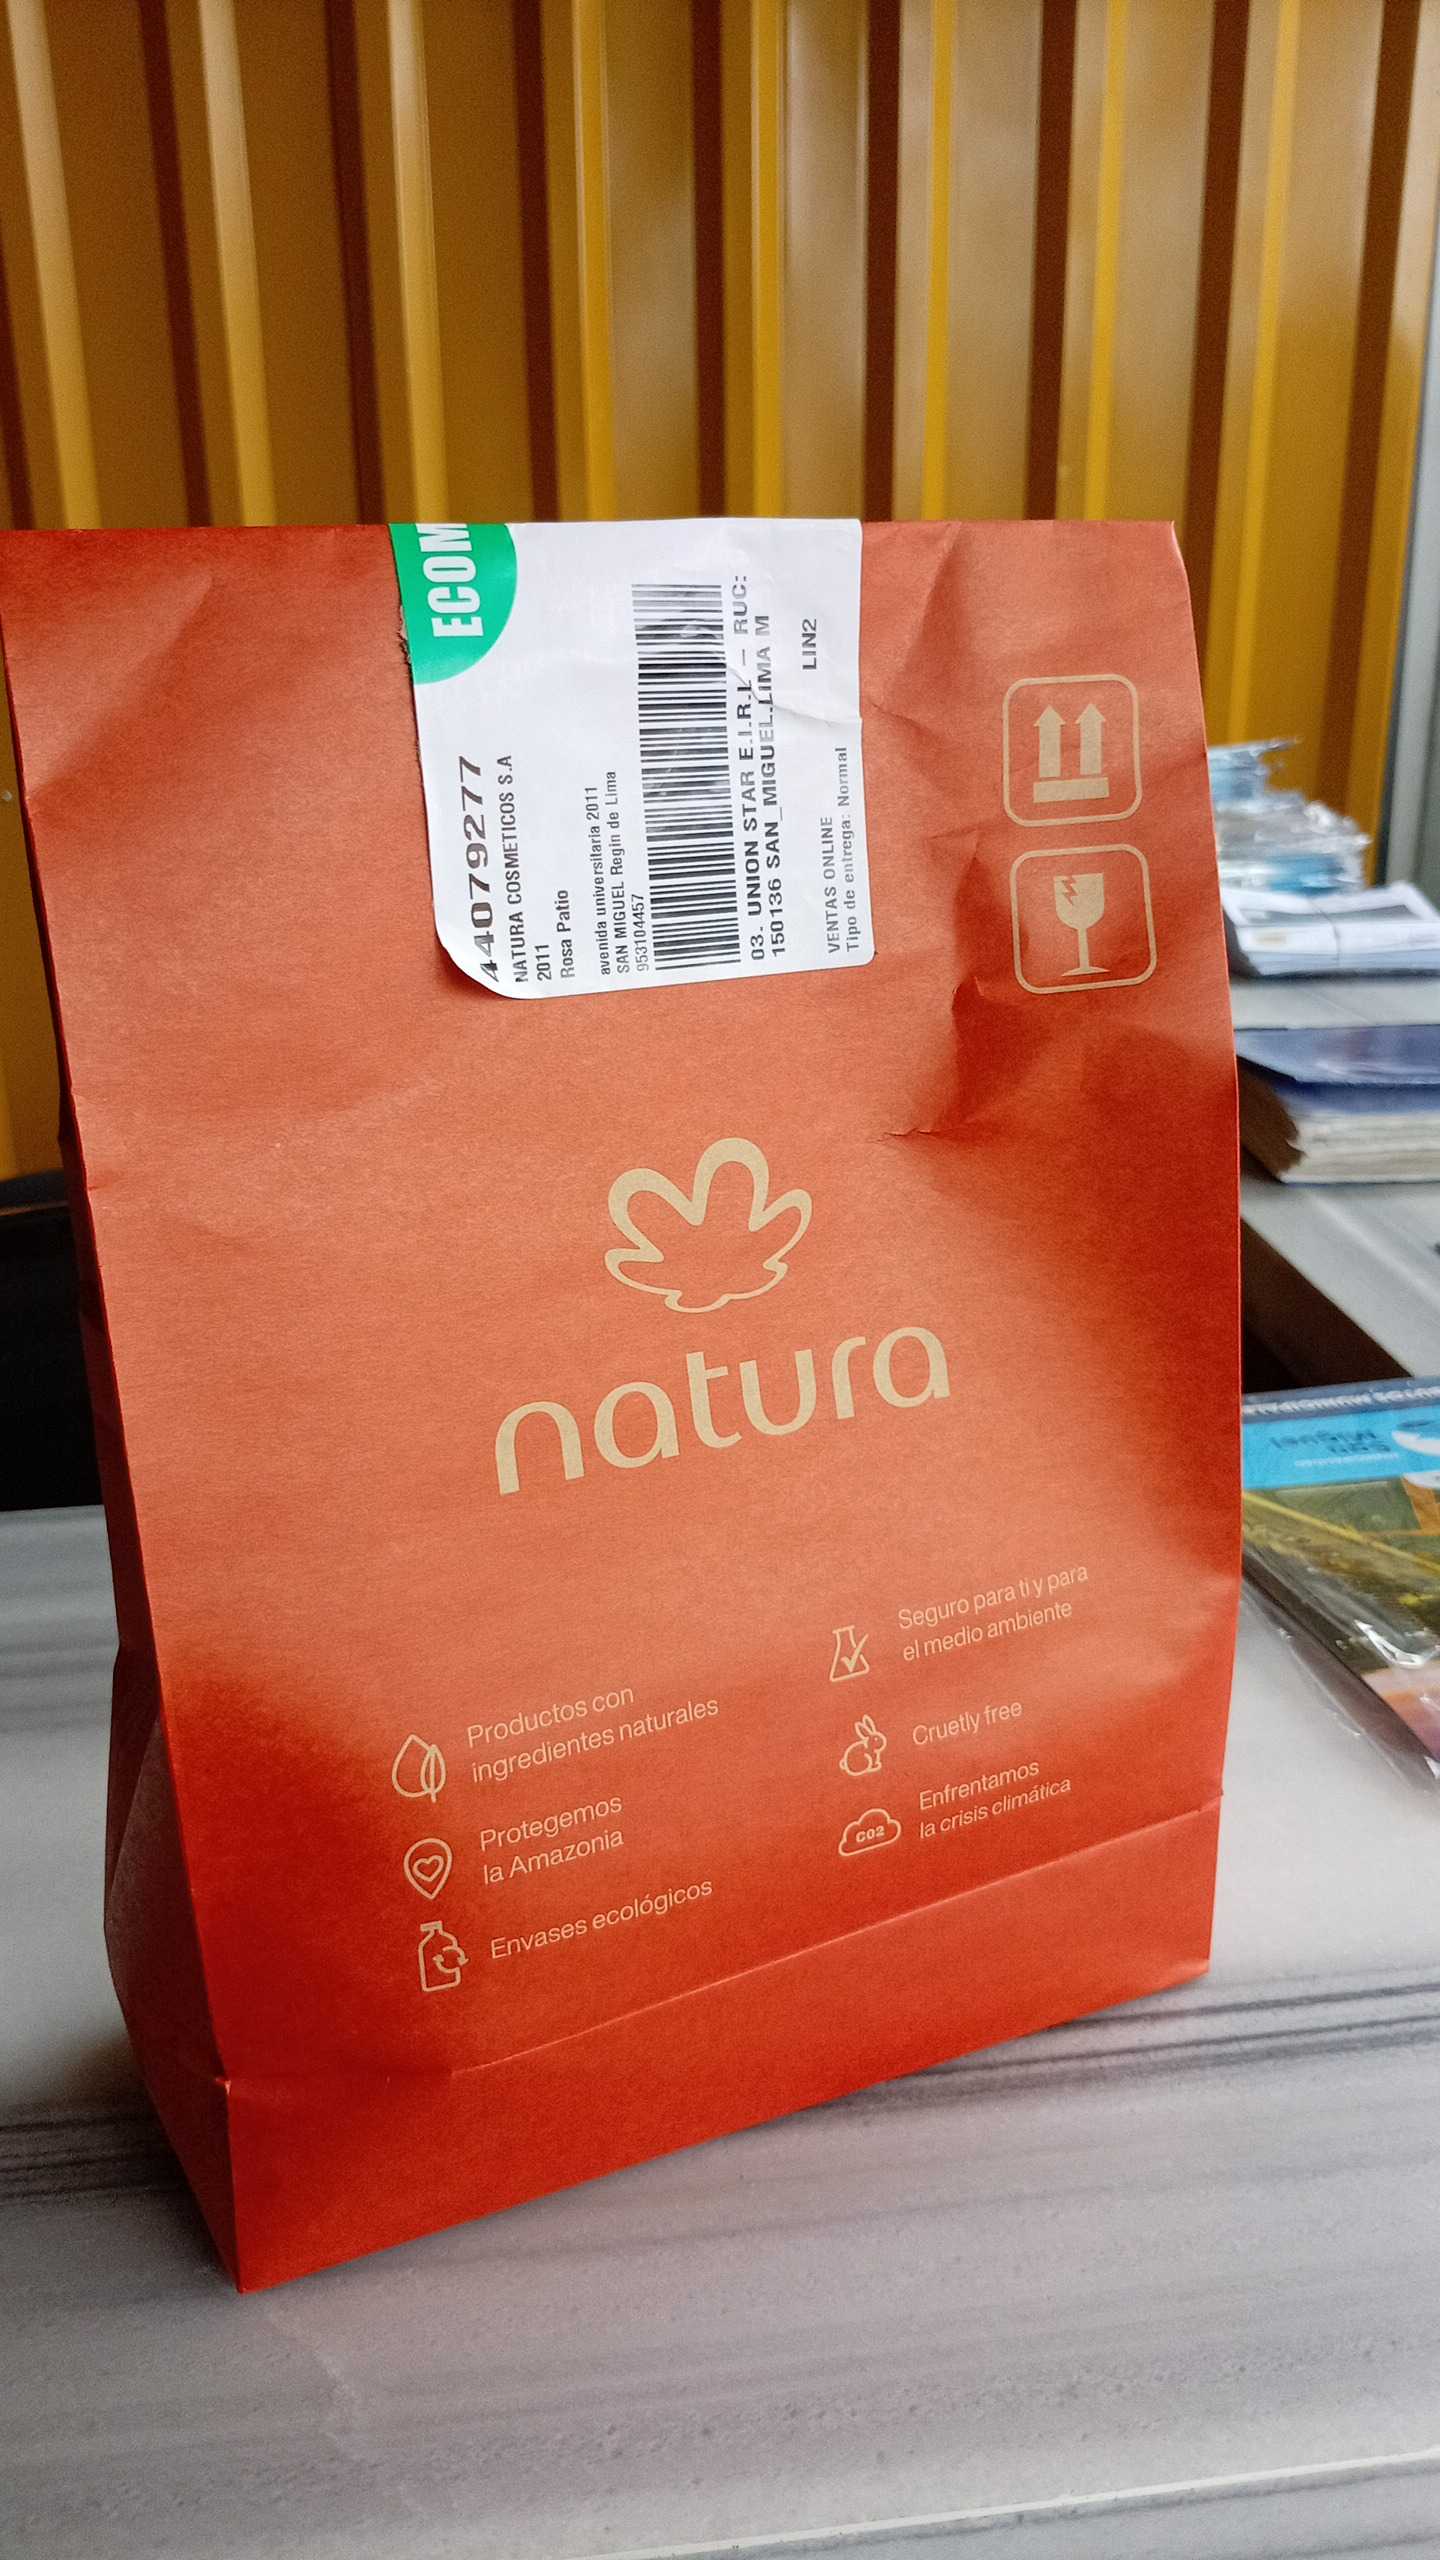 ECOM
44079277
NATURA COSMETICOS S.A
2011
Rosa Patio
avenida universitaria 2011
SAN MIGUEL Regin de Lima
953104457
03. UNION STAR E.I.R.L – RUC:
150136 SAN_MIGUEL.LIMA M
LIN2
VENTAS ONLINE
Tipo de entrega: Normal
natura
Productos con
ingredientes naturales
Protegemos
la Amazonia
Envases ecológicos
Seguro para ti y para
el medio ambiente
Cruetly free
CO2
Enfrentamos
la crisis climática
San
Miguel